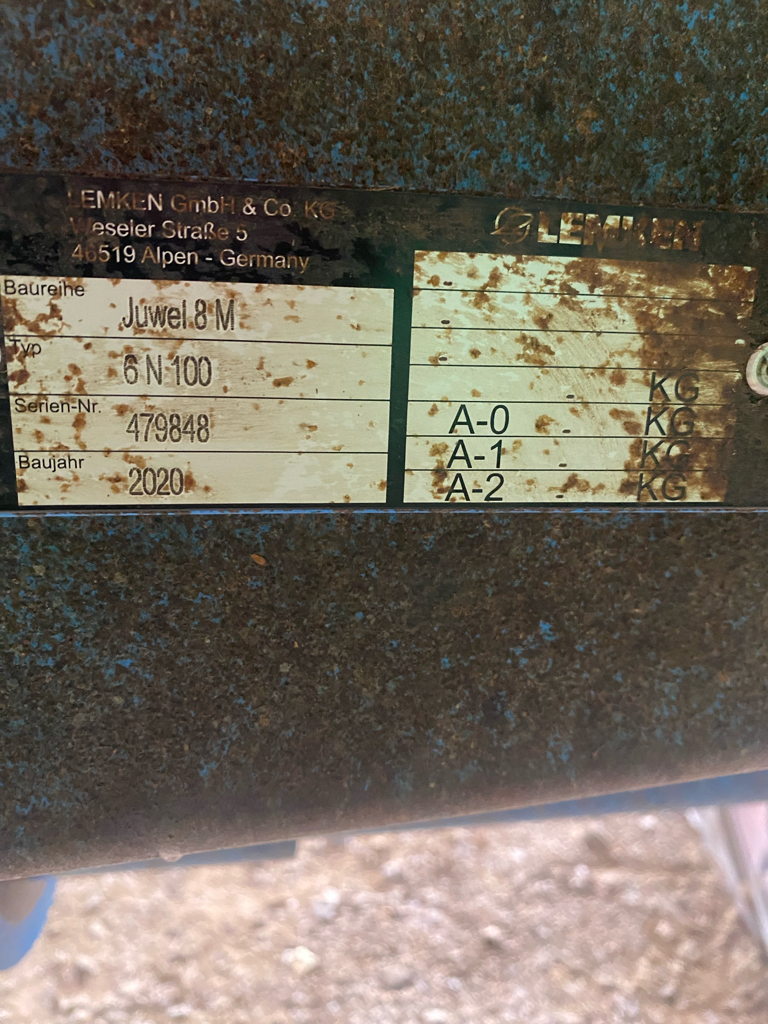 LEMKEN GmbH & Co. KG
Weseler Straße 5
46519 Alpen - Germany
LEMKEN
Baureihe
Juwel 8 M
Typ
6 N 100
Serien-Nr.
479848
Baujahr
2020
-
-
-
- KG
A-0 - KG
A-1 - KG
A-2 - KG